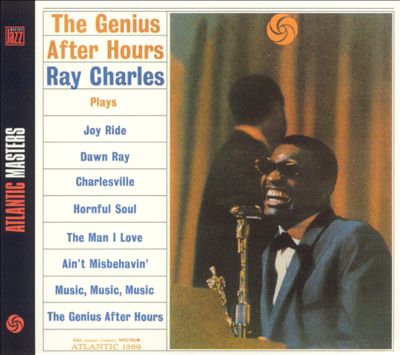 The Genius
After Hours
Ray Charles
Plays
Joy Ride
Dawn Ray
Charlesville
Hornful Soul
The Man I Love
Ain't Misbehavin'
Music, Music, Music
The Genius After Hours
ATLANTIC 1369
ATLANTIC MASTERS
Jazz